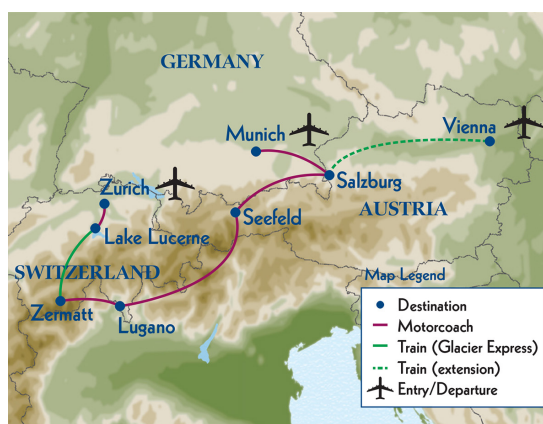 GERMANY
Munich
Vienna
Zurich
Salzburg
Seefeld
AUSTRIA
Lake Lucerne
SWITZERLAND
Zermatt
Lugano
Map Legend
Destination
Motorcoach
Train (Glacier Express)
Train (extension)
Entry/Departure